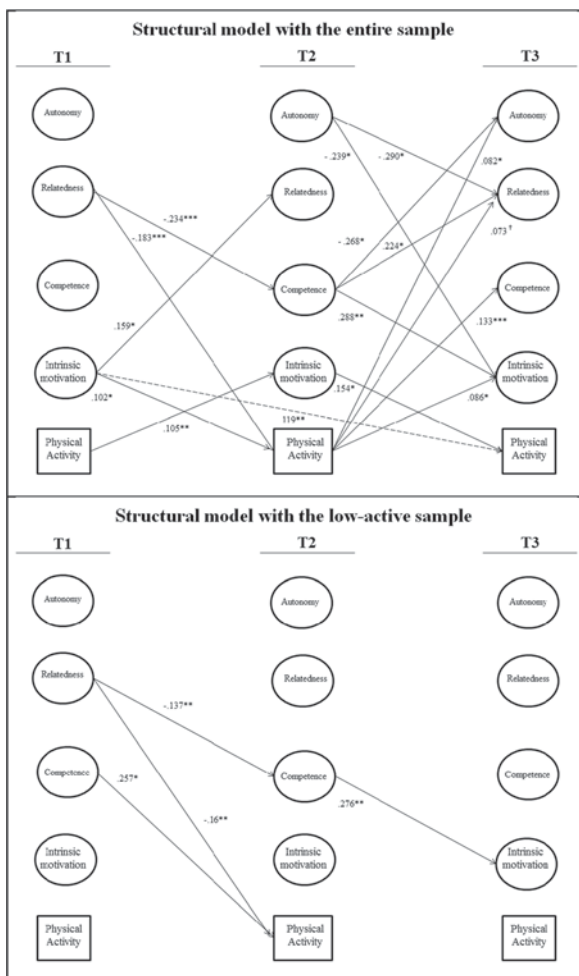 Structural model with the entire sample
T1 T2 T3
Autonomy Autonomy Autonomy
-.239* -.290* .082*
Relatedness Relatedness Relatedness
-.234***
-.183***
-.268* .224* .073†
Competence Competence Competence
.288** .133***
.159*
Intrinsic
motivation
Intrinsic
motivation
Intrinsic
motivation
.102* .154* .086*
.105** .119**
Physical
Activity
Physical
Activity
Physical
Activity
Structural model with the low-active sample
T1 T2 T3
Autonomy Autonomy Autonomy
Relatedness Relatedness Relatedness
-.137**
Competence Competence Competence
.257* .276**
-.16**
Intrinsic
motivation
Intrinsic
motivation
Intrinsic
motivation
Physical
Activity
Physical
Activity
Physical
Activity